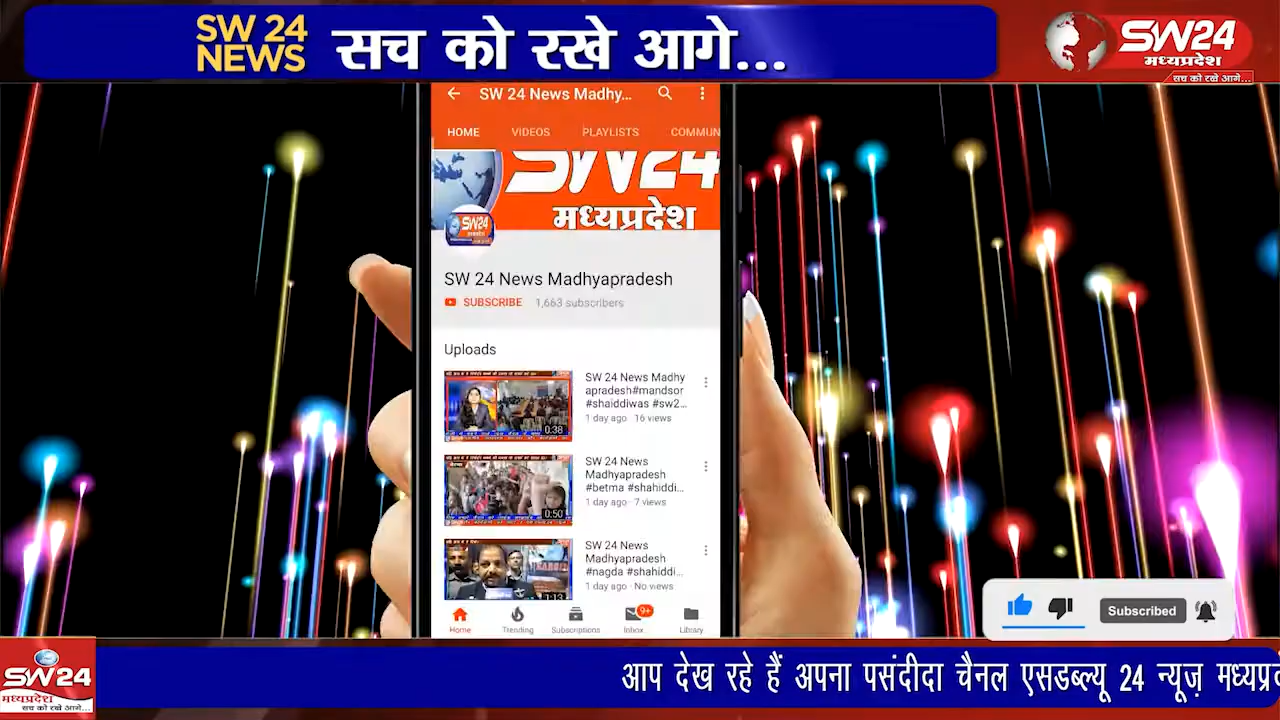 SW 24
NEWS
सच को रखे आगे...
SW24
मध्यप्रदेश
सच को रखे आगे...
SW 24 News Madhy...
HOME VIDEOS PLAYLISTS COMMUN
SW24
मध्यप्रदेश
SW24
SW 24 News Madhyapradesh
SUBSCRIBE 1,663 subscribers
Uploads
SW 24 News Madhy
apradesh#mandsor
#shaiddiwas #sw2...
1 day ago · 16 views
0:38
SW 24 News
Madhyapradesh
#betma #shahiddi...
1 day ago · 7 views
0:50
SW 24 News
Madhyapradesh
#nagda #shahiddi...
1 day ago · No views
1:13
9+
Home Trending Subscriptions Inbox Library
Subscribed
SW24
मध्यप्रदेश
सच को रखे आगे...
आप देख रहे हैं अपना पसंदीदा चैनल एसडब्ल्यू 24 न्यूज़